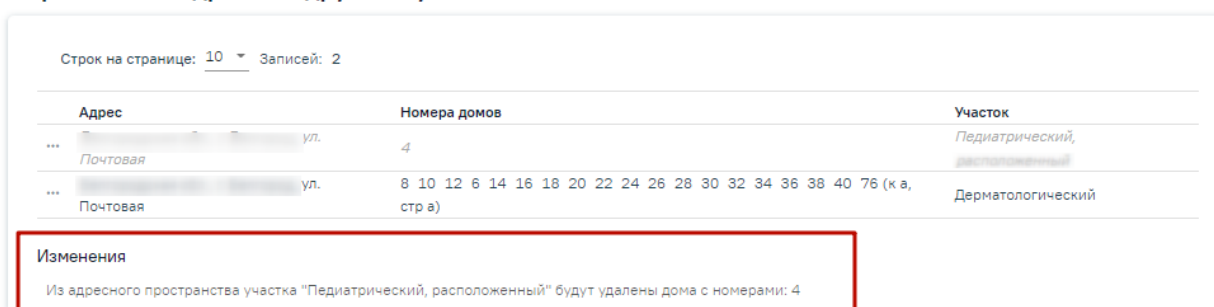 Строк на странице: 10 Записей: 2
Адрес Номера домов Участок
... ул. 4 Педиатрический,
Почтовая
... ул. 8 10 12 6 14 16 18 20 22 24 26 28 30 32 34 36 38 40 76 (к а, Дерматологический
Почтовая стр а)
Изменения
Из адресного пространства участка "Педиатрический, расположенный" будут удалены дома с номерами: 4